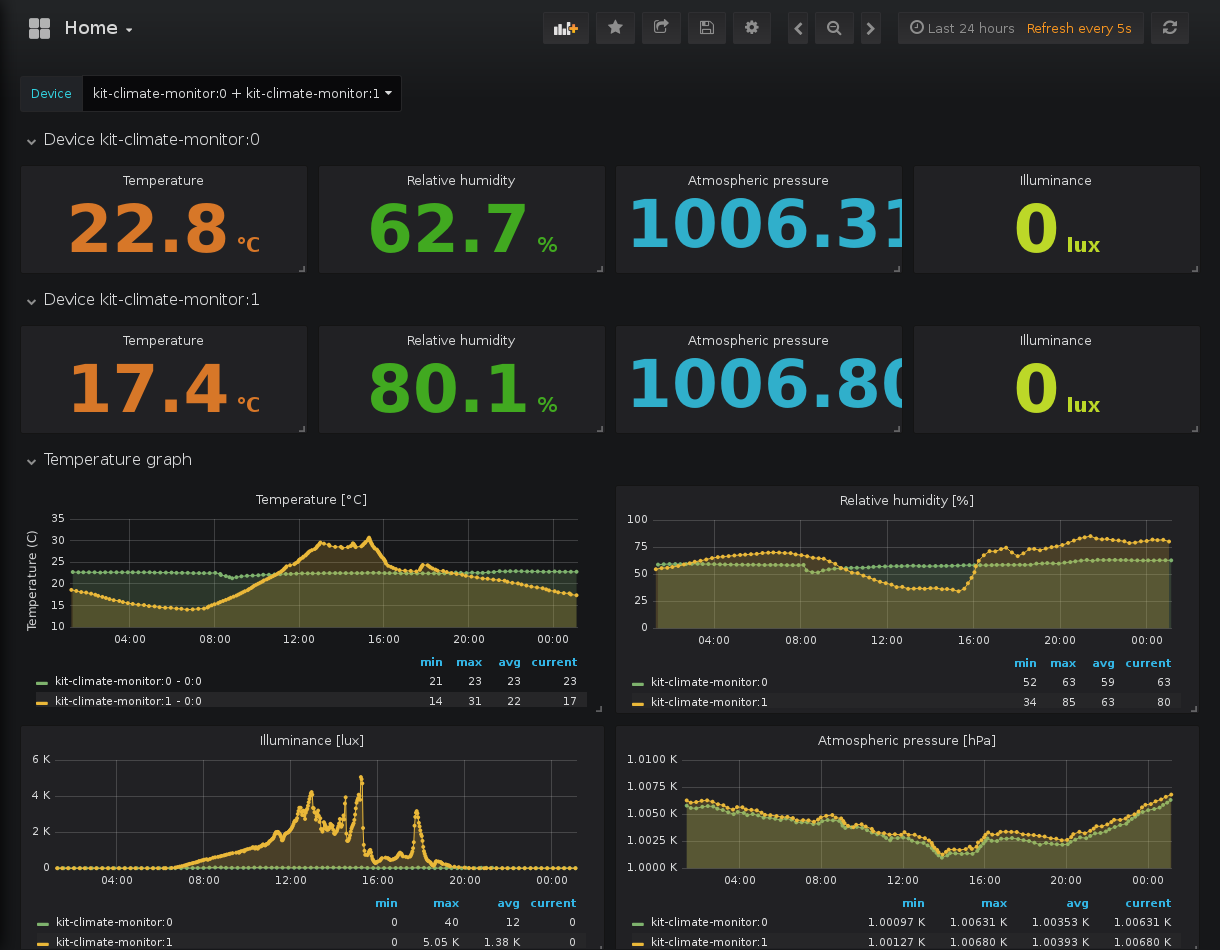 Home
Last 24 hours Refresh every 5s
Device kit-climate-monitor:0 + kit-climate-monitor:1
Device kit-climate-monitor:0
Temperature Relative humidity Atmospheric pressure Illuminance
22.8 °C 62.7 % 1006.31 0 lux
Device kit-climate-monitor:1
Temperature Relative humidity Atmospheric pressure Illuminance
17.4 °C 80.1 % 1006.80 0 lux
Temperature graph
Temperature [°C]
Temperature (C)
35
30
25
20
15
10
04:00 08:00 12:00 16:00 20:00 00:00
min max avg current
kit-climate-monitor:0 - 0:0 21 23 23 23
kit-climate-monitor:1 - 0:0 14 31 22 17
Relative humidity [%]
100
75
50
25
0
04:00 08:00 12:00 16:00 20:00 00:00
min max avg current
kit-climate-monitor:0 52 63 59 63
kit-climate-monitor:1 34 85 63 80
Illuminance [lux]
6 K
4 K
2 K
0
04:00 08:00 12:00 16:00 20:00 00:00
min max avg current
kit-climate-monitor:0 0 40 12 0
kit-climate-monitor:1 0 5.05 K 1.38 K 0
Atmospheric pressure [hPa]
1.0100 K
1.0075 K
1.0050 K
1.0025 K
1.0000 K
04:00 08:00 12:00 16:00 20:00 00:00
min max avg current
kit-climate-monitor:0 1.00097 K 1.00631 K 1.00353 K 1.00631 K
kit-climate-monitor:1 1.00127 K 1.00680 K 1.00393 K 1.00680 K